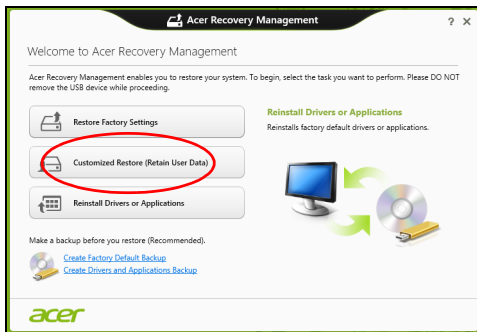 Acer Recovery Management
? X
Welcome to Acer Recovery Management
Acer Recovery Management enables you to restore your system. To begin, select the task you want to perform. Please DO NOT
remove the USB device while proceeding.
Restore Factory Settings
Customized Restore (Retain User Data)
Reinstall Drivers or Applications
Reinstall Drivers or Applications
Reinstalls factory default drivers or applications.
Make a backup before you restore (Recommended).
Create Factory Default Backup
Create Drivers and Applications Backup
acer